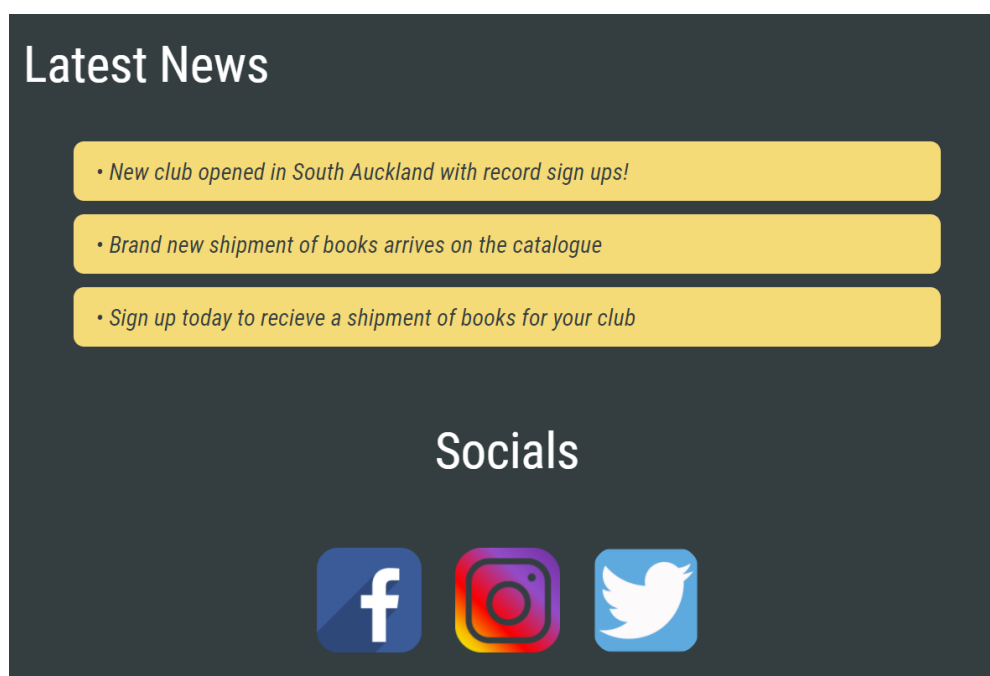 Latest News
• New club opened in South Auckland with record sign ups!
• Brand new shipment of books arrives on the catalogue
• Sign up today to recieve a shipment of books for your club
Socials